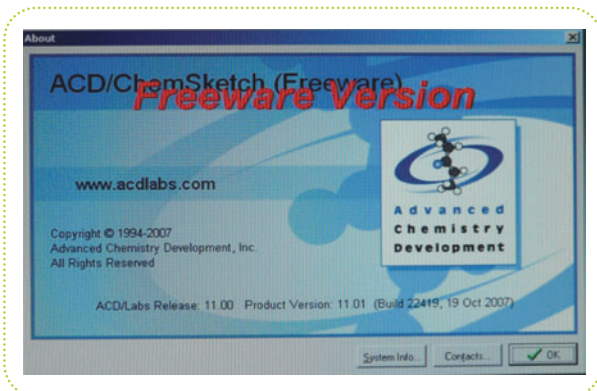 About
ACD/ChemSketch (Freeware)
Freeware Version
www.acdlabs.com
Advanced
Chemistry
Development
Copyright © 1994-2007
Advanced Chemistry Development, Inc.
All Rights Reserved
ACD/Labs Release: 11.00 Product Version: 11.01 (Build 22419, 19 Oct 2007)
System Info...
Contacts...
OK